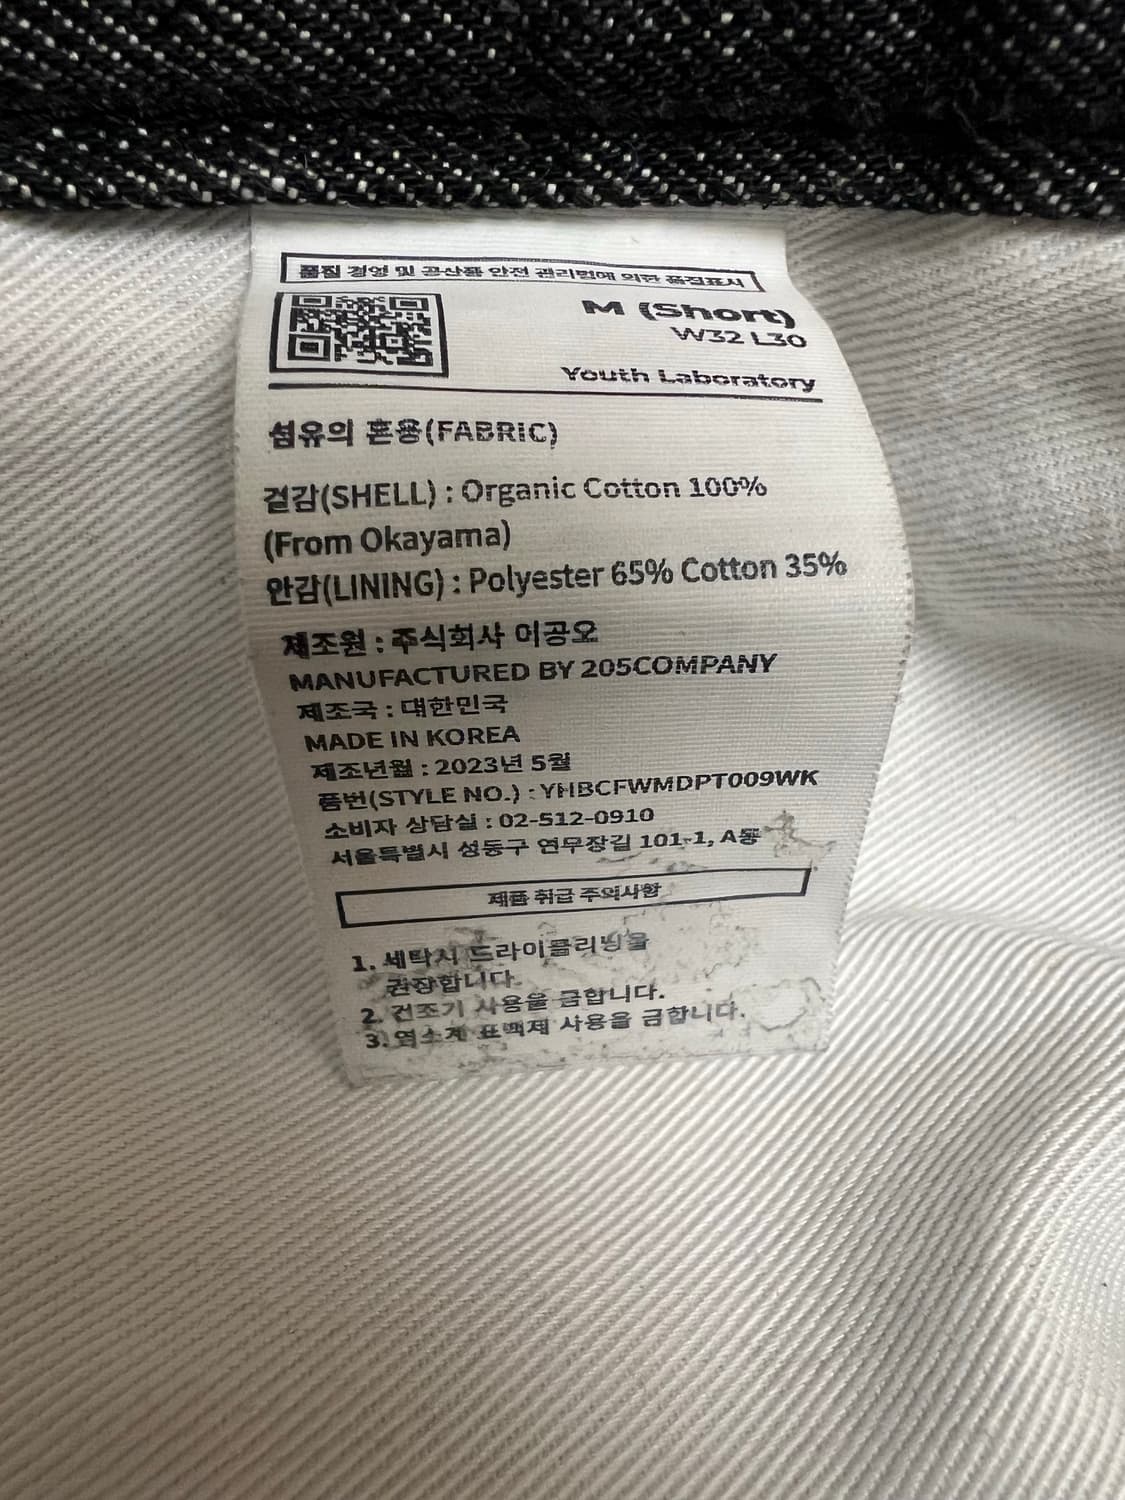 품질 경영 및 공산품 안전 관리법에 의한 품질표시
M (Short)
W32 L30
Youth Laboratory
섬유의 혼용(FABRIC)
겉감(SHELL) : Organic Cotton 100%
(From Okayama)
안감(LINING) : Polyester 65% Cotton 35%
제조원 : 주식회사 이공오
MANUFACTURED BY 205COMPANY
제조국 : 대한민국
MADE IN KOREA
제조년월 : 2023년 5월
품번(STYLE NO.) : YHBCFWMDPT009WK
소비자 상담실 : 02-512-0910
서울특별시 성동구 연무장길 101-1, A동
제품 취급 주의사항
1. 세탁시 드라이클리닝을
권장합니다.
2. 건조기 사용을 금합니다.
3. 염소계 표백제 사용을 금합니다.